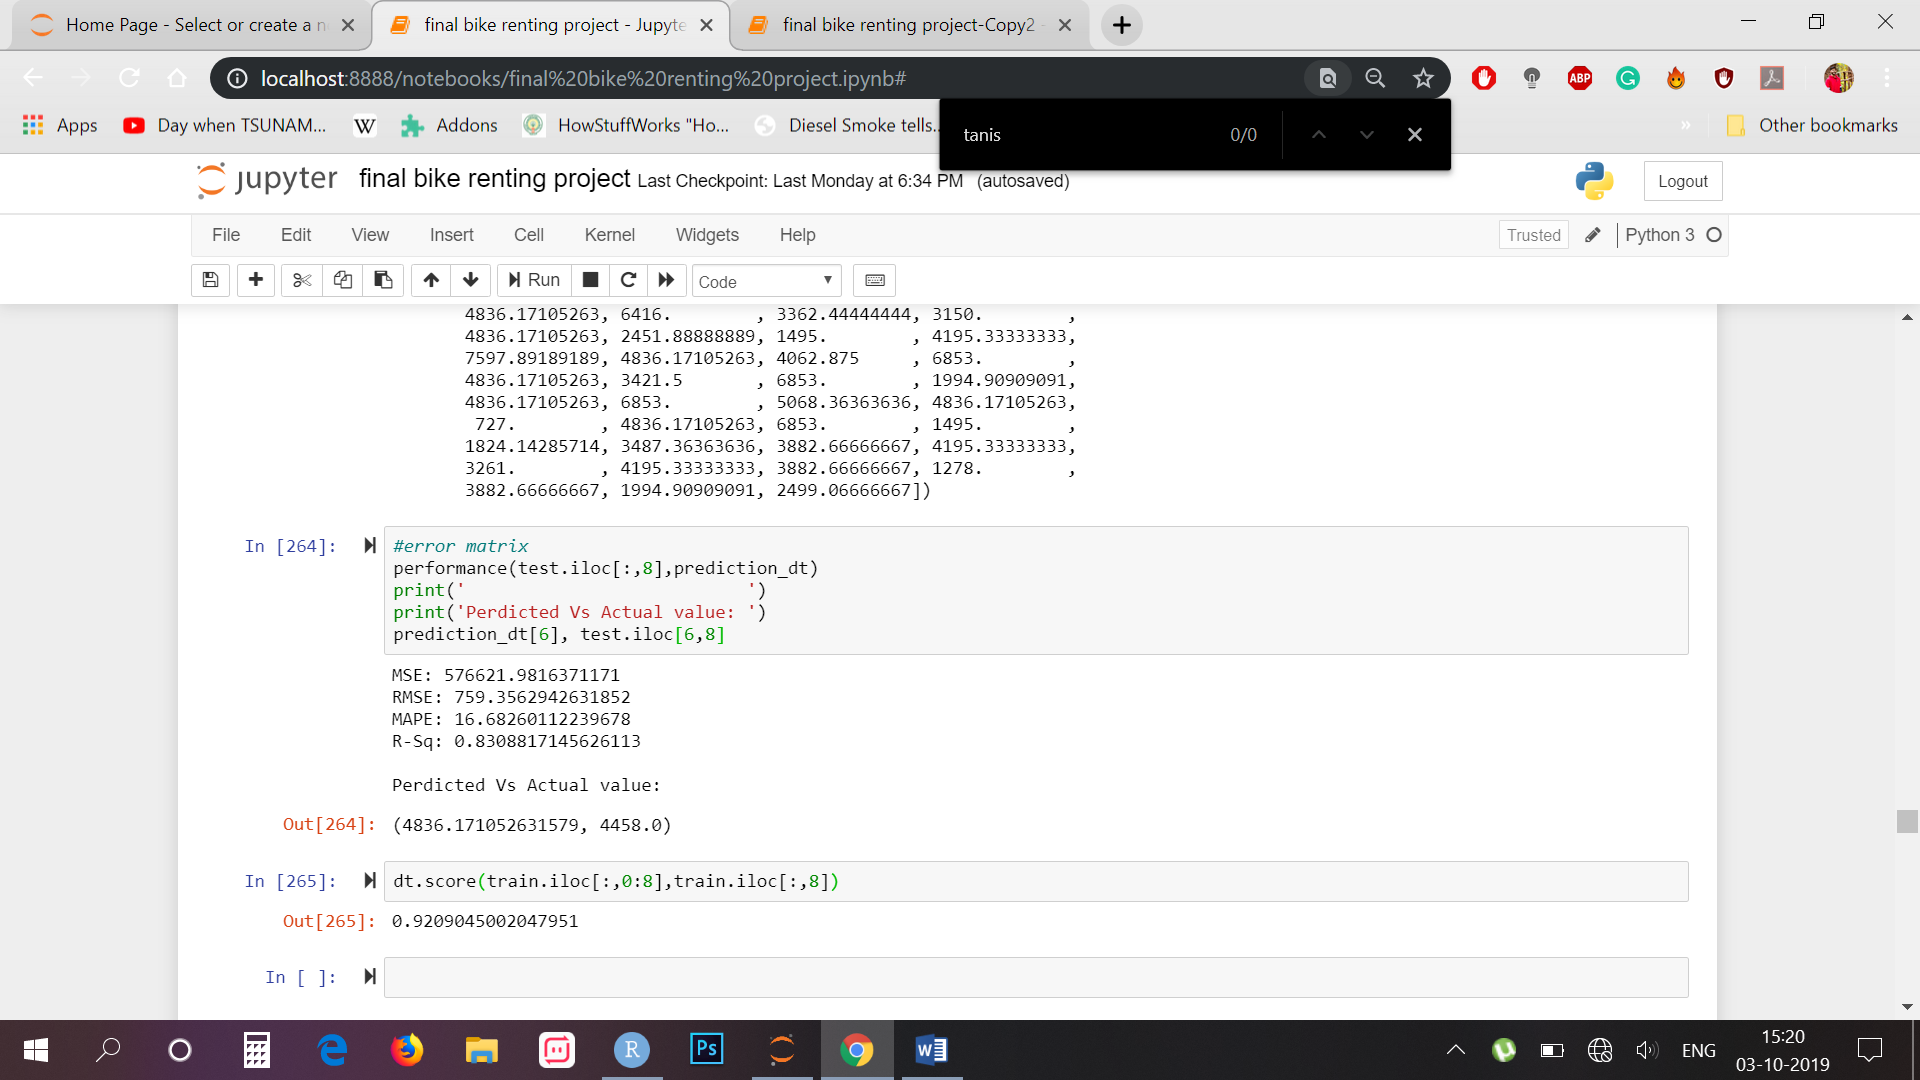 Home Page - Select or create a n
final bike renting project - Jupyte
final bike renting project-Copy2 -
localhost:8888/notebooks/final%20bike%20renting%20project.ipynb#
ABP
Apps
Day when TSUNAM...
W
Addons
HowStuffWorks "Ho...
Diesel Smoke tells...
»
Other bookmarks
tanis
0/0
jupyter
final bike renting project Last Checkpoint: Last Monday at 6:34 PM (autosaved)
Logout
File Edit View Insert Cell Kernel Widgets Help
Trusted
Python 3
Run
Code
4836.17105263, 6416. , 3362.44444444, 3150. ,
4836.17105263, 2451.88888889, 1495. , 4195.33333333,
7597.89189189, 4836.17105263, 4062.875 , 6853. ,
4836.17105263, 3421.5 , 6853. , 1994.90909091,
4836.17105263, 6853. , 5068.36363636, 4836.17105263,
727. , 4836.17105263, 6853. , 1495. ,
1824.14285714, 3487.36363636, 3882.66666667, 4195.33333333,
3261. , 4195.33333333, 3882.66666667, 1278. ,
3882.66666667, 1994.90909091, 2499.06666667])
In [264]:
#error matrix
performance(test.iloc[:,8],prediction_dt)
print('                           ')
print('Perdicted Vs Actual value: ')
prediction_dt[6], test.iloc[6,8]
MSE: 576621.9816371171
RMSE: 759.3562942631852
MAPE: 16.68260112239678
R-Sq: 0.8308817145626113
Perdicted Vs Actual value:
Out[264]: (4836.171052631579, 4458.0)
In [265]: dt.score(train.iloc[:,0:8],train.iloc[:,8])
Out[265]: 0.9209045002047951
In [ ]:
R
Ps
W
ENG
15:20
03-10-2019